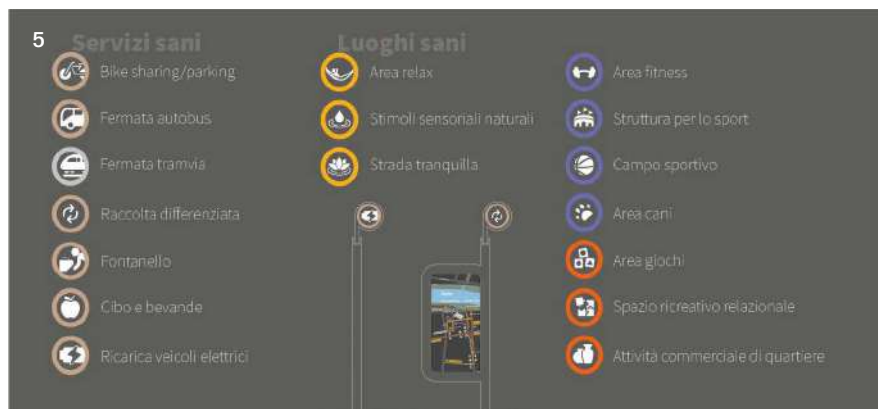 5
Servizi sani
Bike sharing/parking
Fermata autobus
Fermata tramvia
Raccolta differenziata
Fontanello
Cibo e bevande
Ricarica veicoli elettrici
Luoghi sani
Area relax
Stimoli sensoriali naturali
Strada tranquilla
Area fitness
Struttura per lo sport
Campo sportivo
Area cani
Area giochi
Spazio ricreativo relazionale
Attività commerciale di quartiere